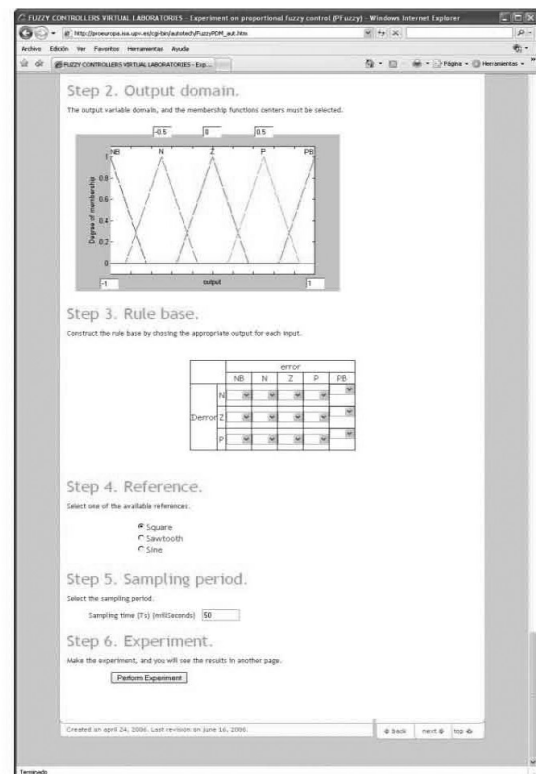 FUZZY CONTROLLERS VIRTUAL LABORATORIES - Experiment on proportional fuzzy control (PFuzzy) - Windows Internet Explorer
Archivo Edición Ver Favoritos Herramientas Ayuda
FUZZY CONTROLLERS VIRTUAL LABORATORIES - Exp...
Página Herramientas
Step 2. Output domain.
The output variable domain, and the membership functions centers must be selected.
-0.5 0 0.5
NB N Z P PB
1
0.8
0.6
0.4
0.2
0
Degree of membership
-1 output 1
Step 3. Rule base.
Construct the rule base by chosing the appropriate output for each input.
error
NB N Z P PB
N
Derror Z
P
Step 4. Reference.
Select one of the available references.
Square
Sawtooth
Sine
Step 5. Sampling period.
Select the sampling period.
Sampling time (Ts) (milliSeconds) 50
Step 6. Experiment.
Make the experiment, and you will see the results in another page.
Perform Experiment
Created on april 24, 2006. Last revision on june 16, 2006.
back next top
Terminado